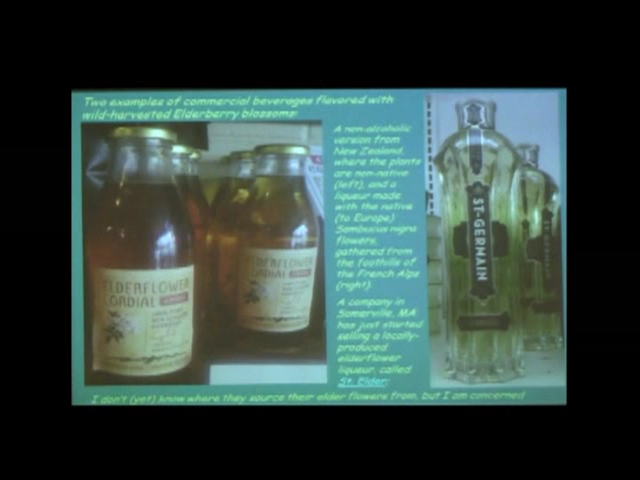 Two examples of commercial beverages flavored with
wild-harvested Elderberry blossoms:
A non-alcoholic
version from
New Zealand,
where the plants
are non-native
(left), and a
liqueur made
with the native
(to Europe)
Sambucus nigra
flowers,
gathered from
the foothills of
the French Alps
(right).
A company in
Somerville, MA
has just started
selling a locally-
produced
elderflower
liqueur, called
St. Elder:
I don't (yet) know where they source their elder flowers from, but I am concerned
ELDERFLOWER
CORDIAL
ELDERFLOWER
CORDIAL
ST-GERMAIN